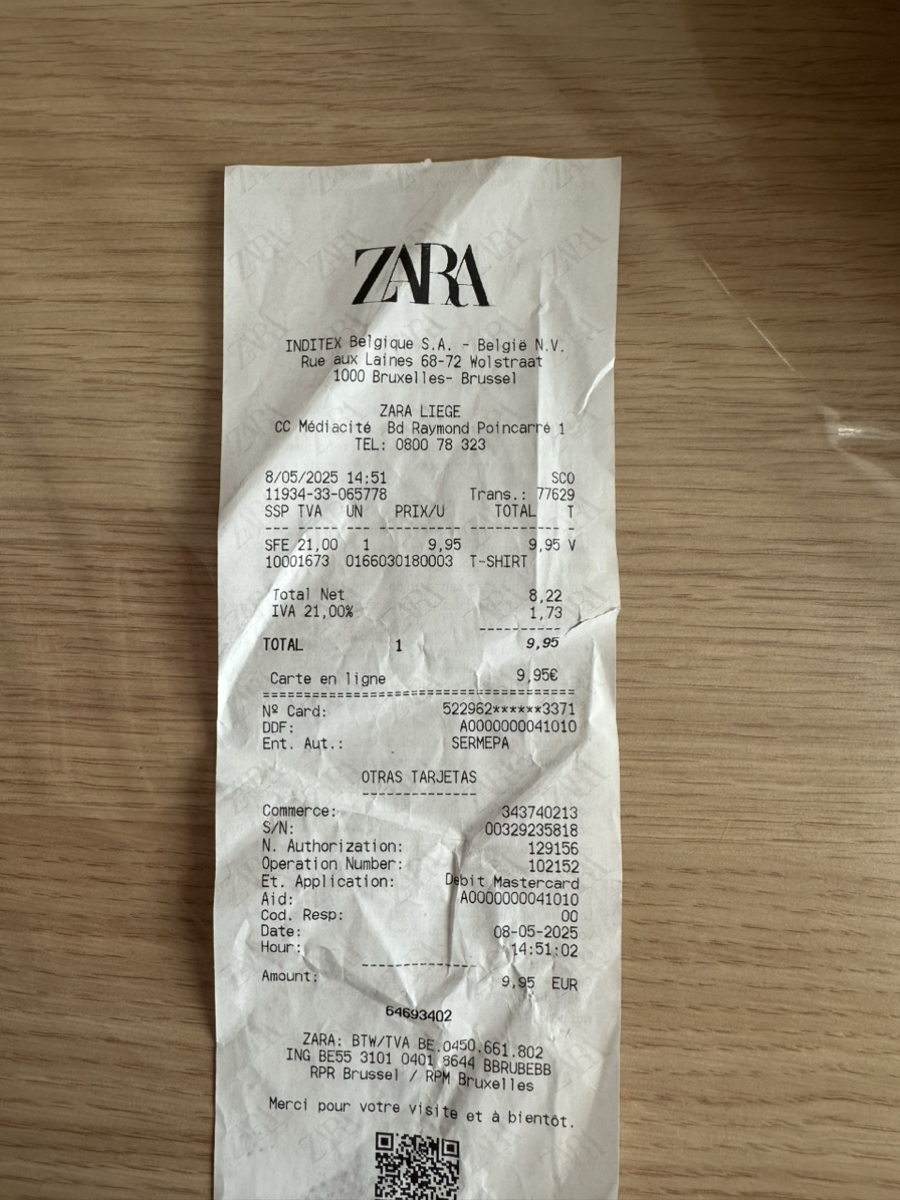 ZARA
INDITEX Belgique S.A. - België N.V.
Rue aux Laines 68-72 Wolstraat
1000 Bruxelles- Brussel
ZARA LIEGE
CC Médiacité Bd Raymond Poincarré 1
TEL: 0800 78 323
8/05/2025 14:51 SCO
11934-33-065778 Trans.: 77629
SSP TVA UN PRIX/U TOTAL T
--- --- --- ---------- ---------- -
SFE 21,00 1 9,95 9,95 V
10001673 0166030180003 T-SHIRT
Total Net 8,22
IVA 21,00% 1,73
----------
TOTAL 1 9,95
Carte en ligne 9,95€
======================================
Nº Card: 522962******3371
DDF: A0000000041010
Ent. Aut.: SERMEPA
OTRAS TARJETAS
--------------
Commerce: 343740213
S/N: 00329235818
N. Authorization: 129156
Operation Number: 102152
Et. Application: Debit Mastercard
Aid: A0000000041010
Cod. Resp: 00
Date: 08-05-2025
Hour: 14:51:02
--------------
Amount: 9,95 EUR
64693402
ZARA: BTW/TVA BE.0450.661.802
ING BE55 3101 0401 8644 BBRUBEBB
RPR Brussel / RPM Bruxelles
Merci pour votre visite et à bientôt.